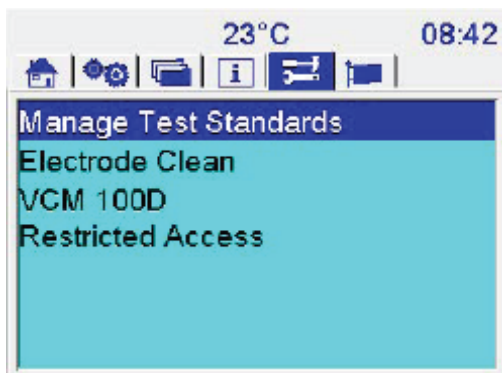 23°C 08:42
i
Manage Test Standards
Electrode Clean
VCM 100D
Restricted Access